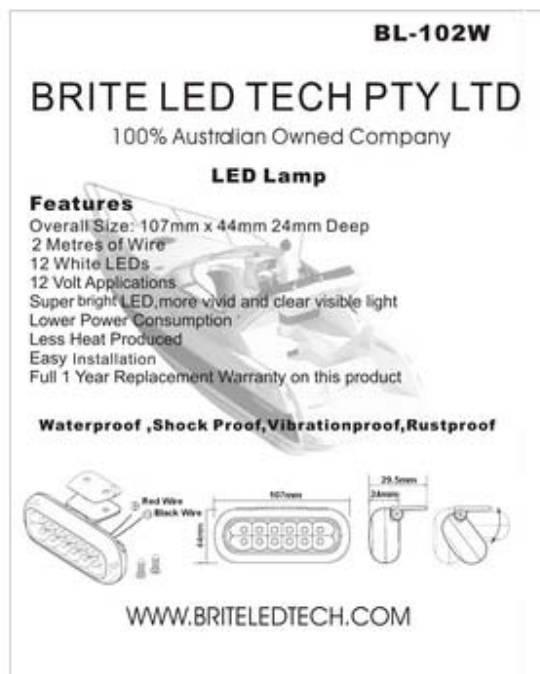 BL-102W
BRITE LED TECH PTY LTD
100% Australian Owned Company
LED Lamp
Features
Overall Size: 107mm x 44mm 24mm Deep
2 Metres of Wire
12 White LEDs
12 Volt Applications
Super bright LED,more vivid and clear visible light
Lower Power Consumption
Less Heat Produced
Easy Installation
Full 1 Year Replacement Warranty on this product
Waterproof ,Shock Proof,Vibrationproof,Rustproof
Red Wire
Black Wire
107mm
44mm
29.5mm
24mm
WWW.BRITELEDTECH.COM